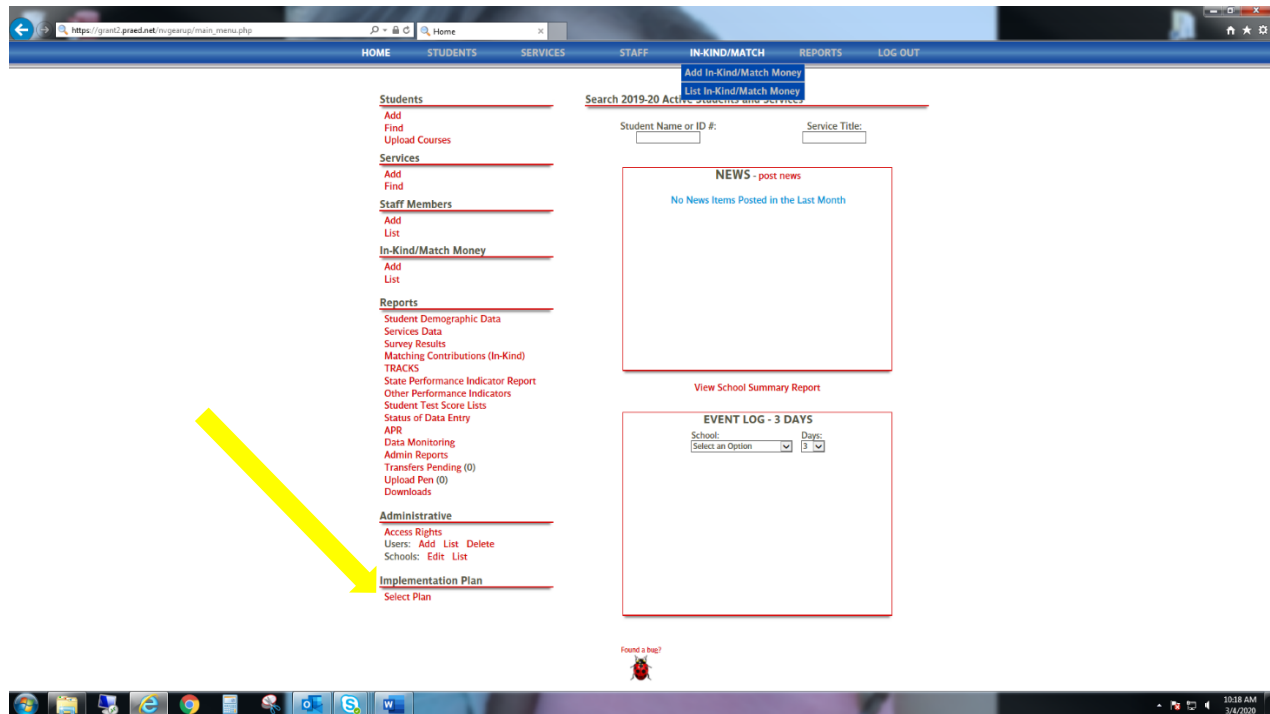 https://grant2.praed.net/nvgearup/main_menu.php
Home
HOME STUDENTS SERVICES STAFF IN-KIND/MATCH REPORTS LOG OUT
Add In-Kind/Match Money
List In-Kind/Match Money
Students
Add
Find
Upload Courses
Services
Add
Find
Staff Members
Add
List
In-Kind/Match Money
Add
List
Reports
Student Demographic Data
Services Data
Survey Results
Matching Contributions (In-Kind)
TRACKS
State Performance Indicator Report
Other Performance Indicators
Student Test Score Lists
Status of Data Entry
APR
Data Monitoring
Admin Reports
Transfers Pending (0)
Upload Pen (0)
Downloads
Administrative
Access Rights
Users: Add List Delete
Schools: Edit List
Implementation Plan
Select Plan
Search 2019-20 Active Students and Services
Student Name or ID #: Service Title:
NEWS - post news
No News Items Posted in the Last Month
View School Summary Report
EVENT LOG - 3 DAYS
School: Days:
Select an Option 3
Found a bug?
10:18 AM
3/4/2020